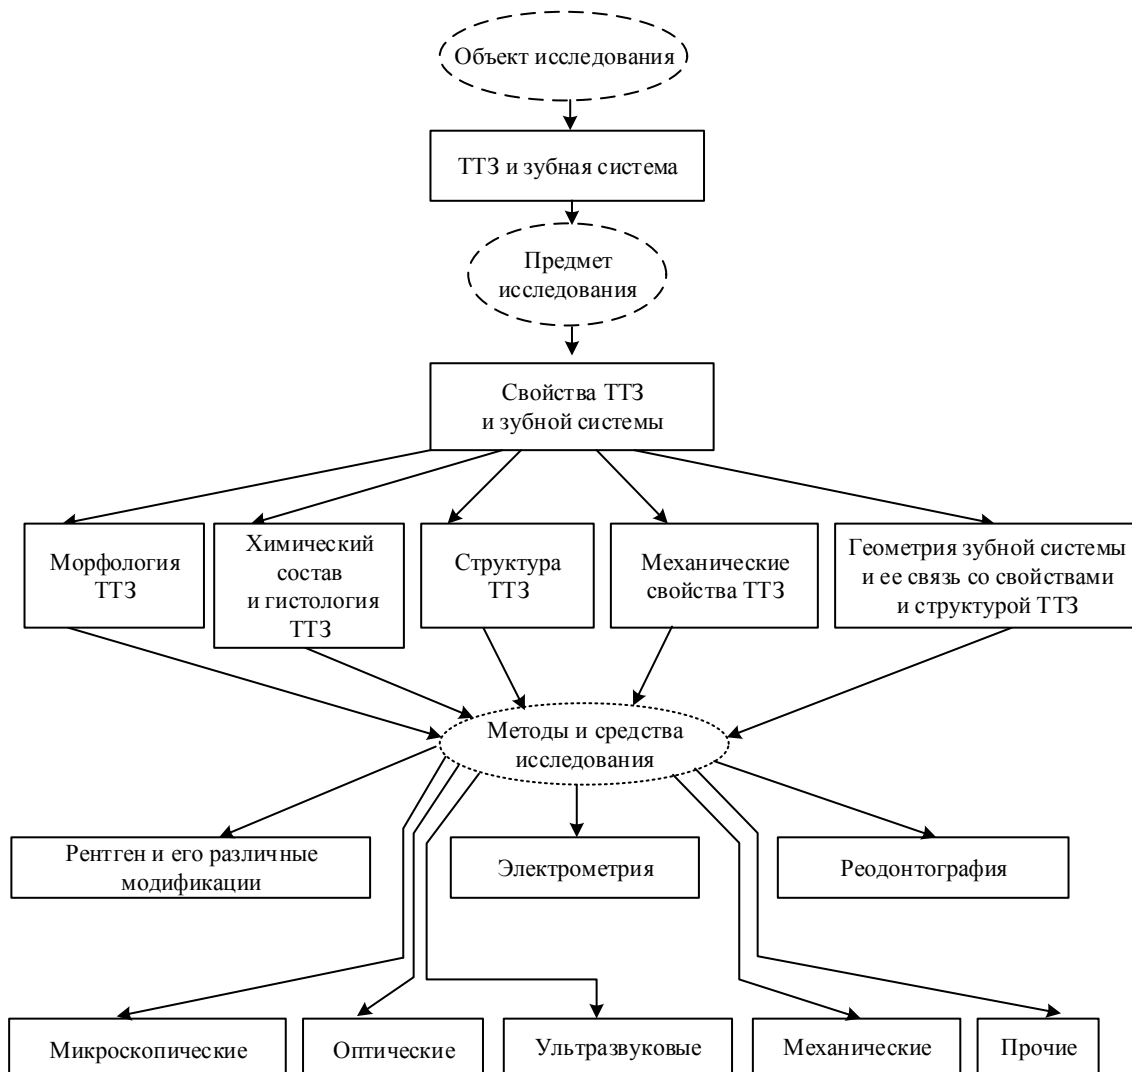 Объект исследования
ТТЗ и зубная система
Предмет
исследования
Свойства ТТЗ
и зубной системы
Морфология
ТТЗ
Химический
состав
и гистология
ТТЗ
Структура
ТТЗ
Механические
свойства ТТЗ
Геометрия зубной системы
и ее связь со свойствами
и структурой ТТЗ
Методы и средства
исследования
Рентген и его различные
модификации
Электрометрия
Реодонтография
Микроскопические
Оптические
Ультразвуковые
Механические
Прочие